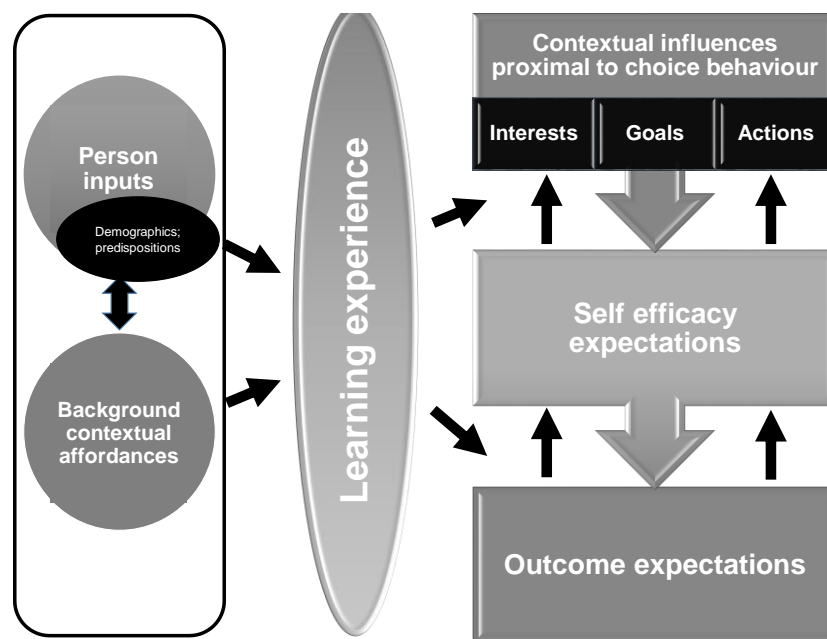 Person
inputs
Demographics;
predispositions
Background
contextual
affordances
Learning experience
Contextual influences
proximal to choice behaviour
Interests
Goals
Actions
Self efficacy
expectations
Outcome expectations